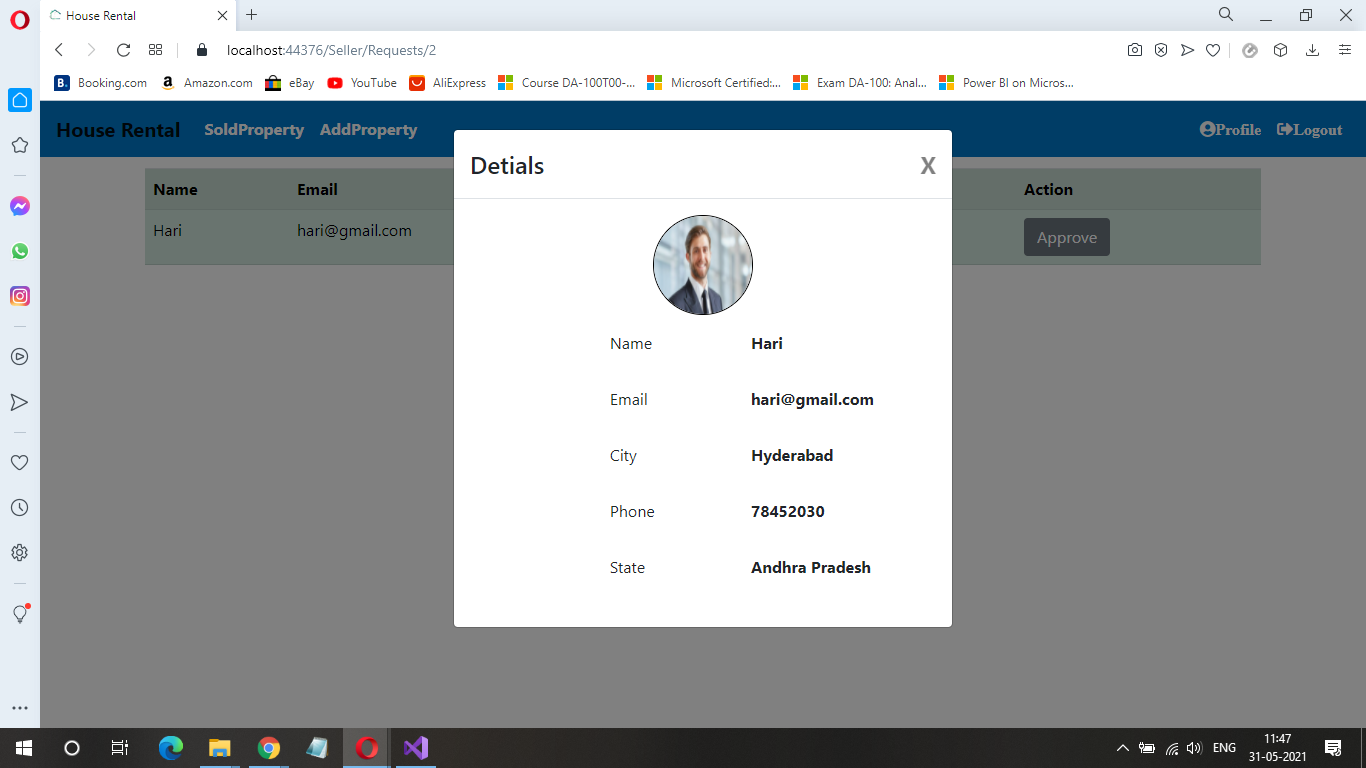 House Rental
localhost:44376/Seller/Requests/2
Booking.com Amazon.com eBay YouTube AliExpress Course DA-100T00-... Microsoft Certified:... Exam DA-100: Anal... Power BI on Micros...
House Rental SoldProperty AddProperty Profile Logout
Detials X
Name Email Action
Hari hari@gmail.com Approve
Name Hari
Email hari@gmail.com
City Hyderabad
Phone 78452030
State Andhra Pradesh
ENG 11:47
31-05-2021